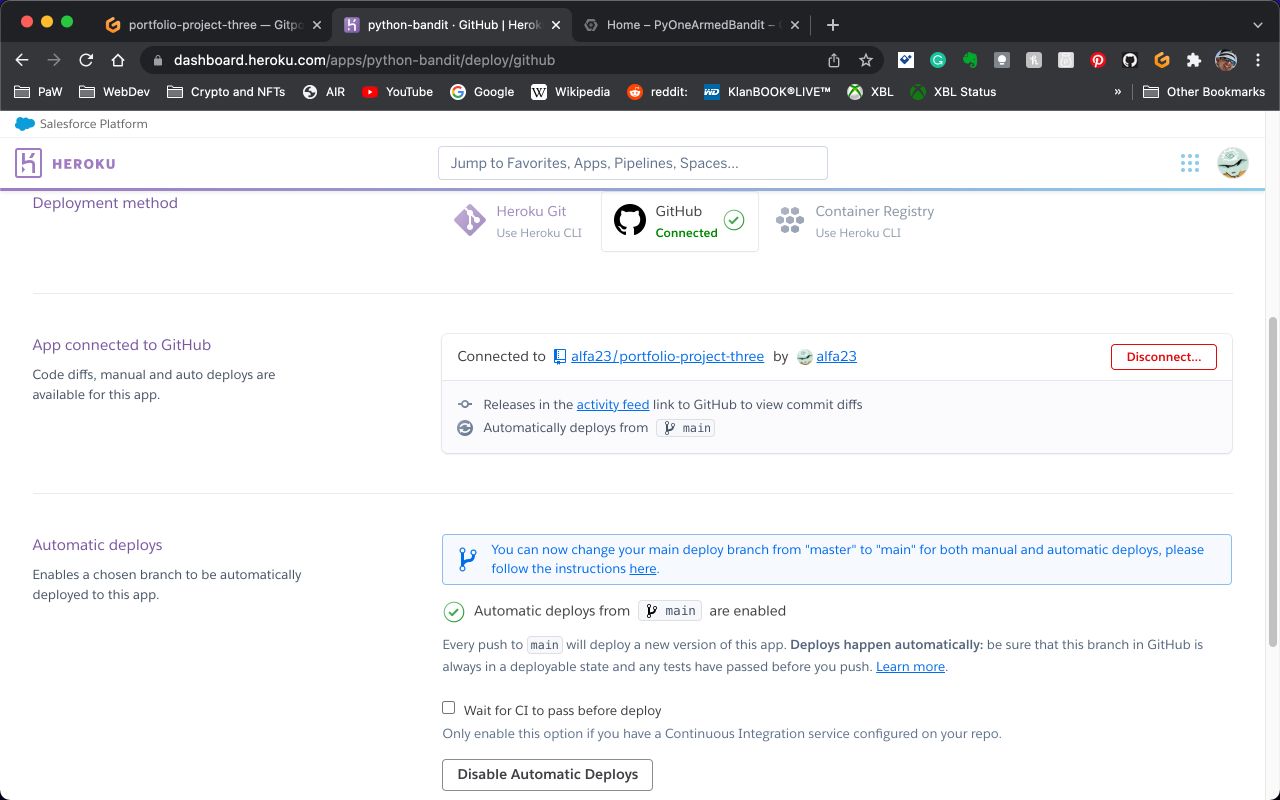 portfolio-project-three — Gitpo
python-bandit · GitHub | Herok
Home – PyOneArmedBandit – G
dashboard.heroku.com/apps/python-bandit/deploy/github
PaW
WebDev
Crypto and NFTs
AIR
YouTube
Google
Wikipedia
reddit:
KlanBOOK®LIVE™
XBL
XBL Status
»
Other Bookmarks
Salesforce Platform
HEROKU
Jump to Favorites, Apps, Pipelines, Spaces...
Deployment method
Heroku Git
Use Heroku CLI
GitHub
Connected
Container Registry
Use Heroku CLI
App connected to GitHub
Code diffs, manual and auto deploys are
available for this app.
Connected to alfa23/portfolio-project-three by alfa23
Disconnect...
Releases in the activity feed link to GitHub to view commit diffs
Automatically deploys from main
Automatic deploys
Enables a chosen branch to be automatically
deployed to this app.
You can now change your main deploy branch from "master" to "main" for both manual and automatic deploys, please
follow the instructions here.
Automatic deploys from main are enabled
Every push to main will deploy a new version of this app. Deploys happen automatically: be sure that this branch in GitHub is
always in a deployable state and any tests have passed before you push. Learn more.
Wait for CI to pass before deploy
Only enable this option if you have a Continuous Integration service configured on your repo.
Disable Automatic Deploys